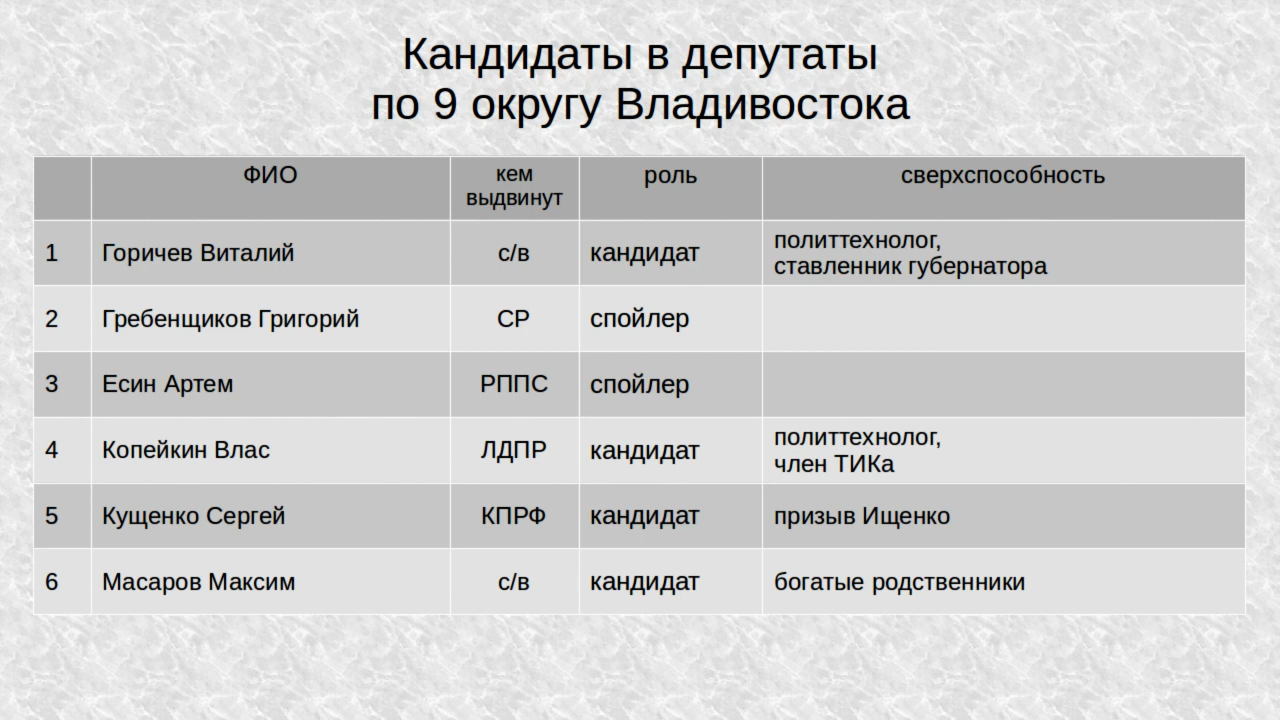 Кандидаты в депутаты
по 9 округу Владивостока
ФИО кем выдвинут роль сверхспособность
1 Горичев Виталий с/в кандидат политтехнолог, ставленник губернатора
2 Гребенщиков Григорий СР спойлер
3 Есин Артем РППС спойлер
4 Копейкин Влас ЛДПР кандидат политтехнолог, член ТИКа
5 Кущенко Сергей КПРФ кандидат призыв Ищенко
6 Масаров Максим с/в кандидат богатые родственники